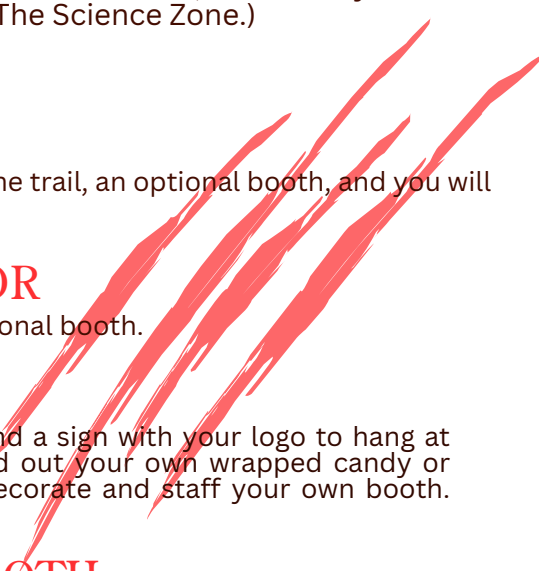 The Science Zone.)
he trail, an optional booth, and you will
OR
onal booth.
nd a sign with your logo to hang at
d out your own wrapped candy or
ecorate and staff your own booth.
OTH